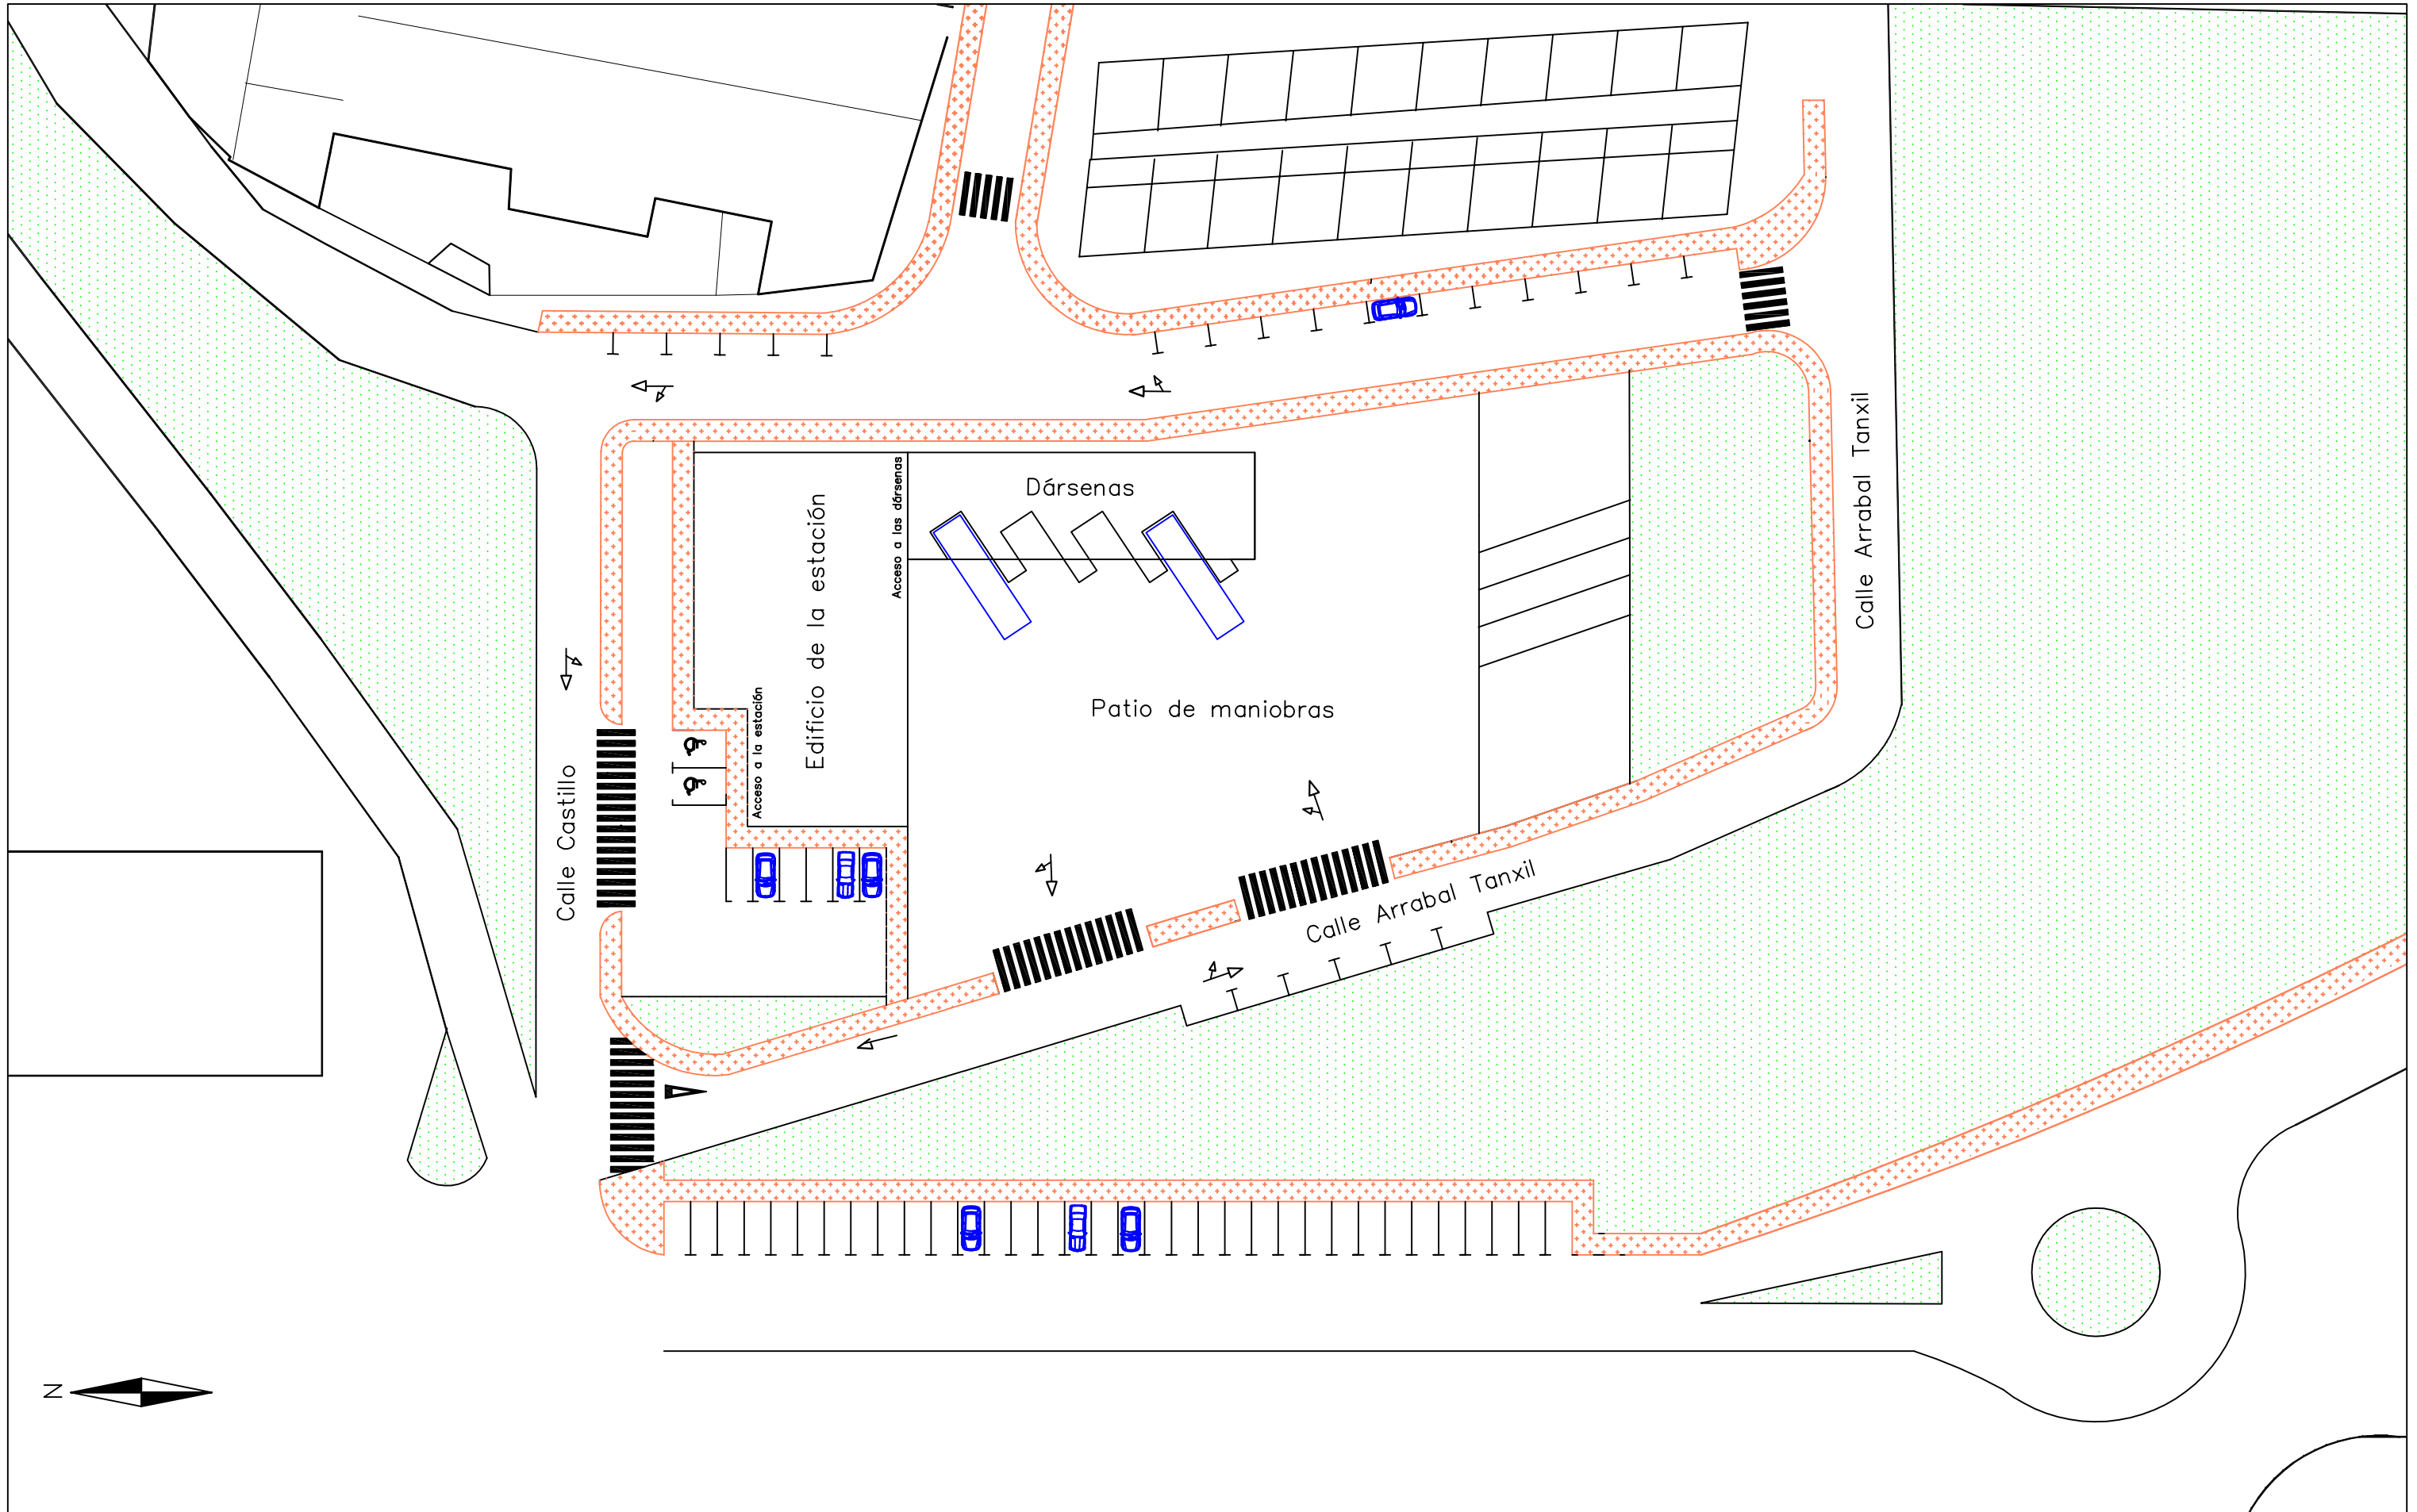 Dársenas
Acceso a las dársenas
Edificio de la estación
Calle Arrabal Tanxil
Patio de maniobras
Acceso a la estación
Calle Castillo
Calle Arrabal Tanxil
N